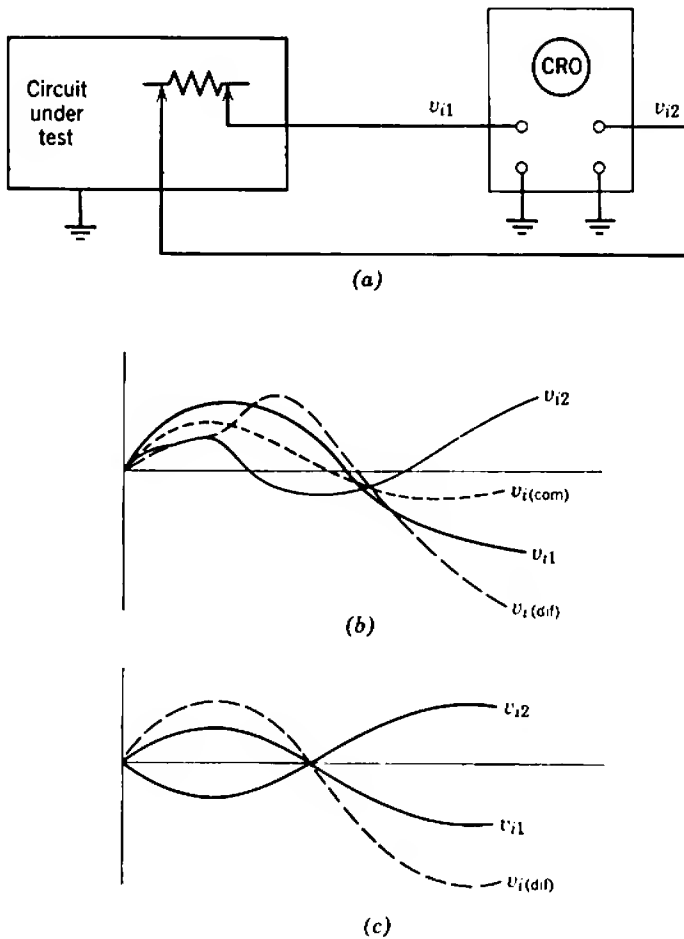 Circuit
under
test
CRO
v_{i1}
v_{i2}
(a)
v_{i2}
v_{i(com)}
v_{i1}
v_{i(dif)}
(b)
v_{i2}
v_{i1}
v_{i(dif)}
(c)